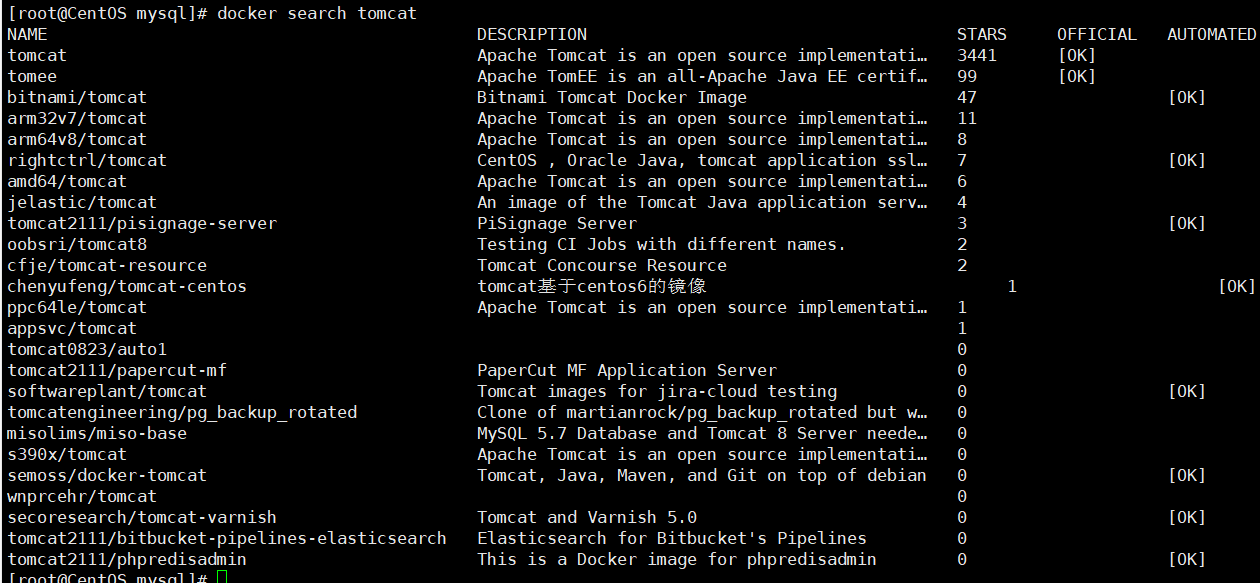 [root@CentOS mysql]# docker search tomcat
NAME DESCRIPTION STARS OFFICIAL AUTOMATED
tomcat Apache Tomcat is an open source implementati… 3441 [OK]
tomee Apache TomEE is an all-Apache Java EE certif… 99 [OK]
bitnami/tomcat Bitnami Tomcat Docker Image 47 [OK]
arm32v7/tomcat Apache Tomcat is an open source implementati… 11
arm64v8/tomcat Apache Tomcat is an open source implementati… 8
rightctrl/tomcat CentOS , Oracle Java, tomcat application ssl… 7 [OK]
amd64/tomcat Apache Tomcat is an open source implementati… 6
jelastic/tomcat An image of the Tomcat Java application serv… 4
tomcat2111/pisignage-server PiSignage Server 3 [OK]
oobsri/tomcat8 Testing CI Jobs with different names. 2
cfje/tomcat-resource Tomcat Concourse Resource 2
chenyufeng/tomcat-centos tomcat基于centos6的镜像 1 [OK]
ppc64le/tomcat Apache Tomcat is an open source implementati… 1
appsvc/tomcat 1
tomcat0823/auto1 0
tomcat2111/papercut-mf PaperCut MF Application Server 0
softwareplant/tomcat Tomcat images for jira-cloud testing 0 [OK]
tomcatengineering/pg_backup_rotated Clone of martianrock/pg_backup_rotated but w… 0
misolims/miso-base MySQL 5.7 Database and Tomcat 8 Server neede… 0
s390x/tomcat Apache Tomcat is an open source implementati… 0
semoss/docker-tomcat Tomcat, Java, Maven, and Git on top of debian 0 [OK]
wnprcehr/tomcat 0
secoresearch/tomcat-varnish Tomcat and Varnish 5.0 0 [OK]
tomcat2111/bitbucket-pipelines-elasticsearch Elasticsearch for Bitbucket's Pipelines 0
tomcat2111/phpredisadmin This is a Docker image for phpredisadmin 0 [OK]
[root@CentOS mysql]#